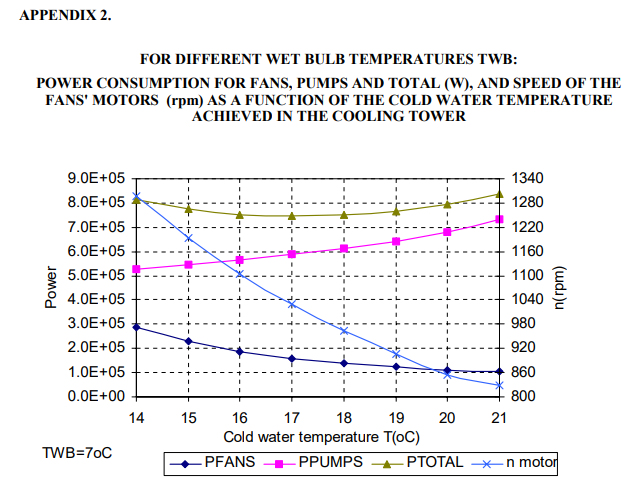 APPENDIX 2.
FOR DIFFERENT WET BULB TEMPERATURES TWB:
POWER CONSUMPTION FOR FANS, PUMPS AND TOTAL (W), AND SPEED OF THE
FANS' MOTORS (rpm) AS A FUNCTION OF THE COLD WATER TEMPERATURE
ACHIEVED IN THE COOLING TOWER
9.0E+05 1340
8.0E+05 1280
7.0E+05 1220
6.0E+05 1160
5.0E+05 1100
4.0E+05 1040
3.0E+05 980
2.0E+05 920
1.0E+05 860
0.0E+00 800
Power
n(rpm)
14 15 16 17 18 19 20 21
Cold water temperature T(oC)
TWB=7oC
PFANS PPUMPS PTOTAL n motor